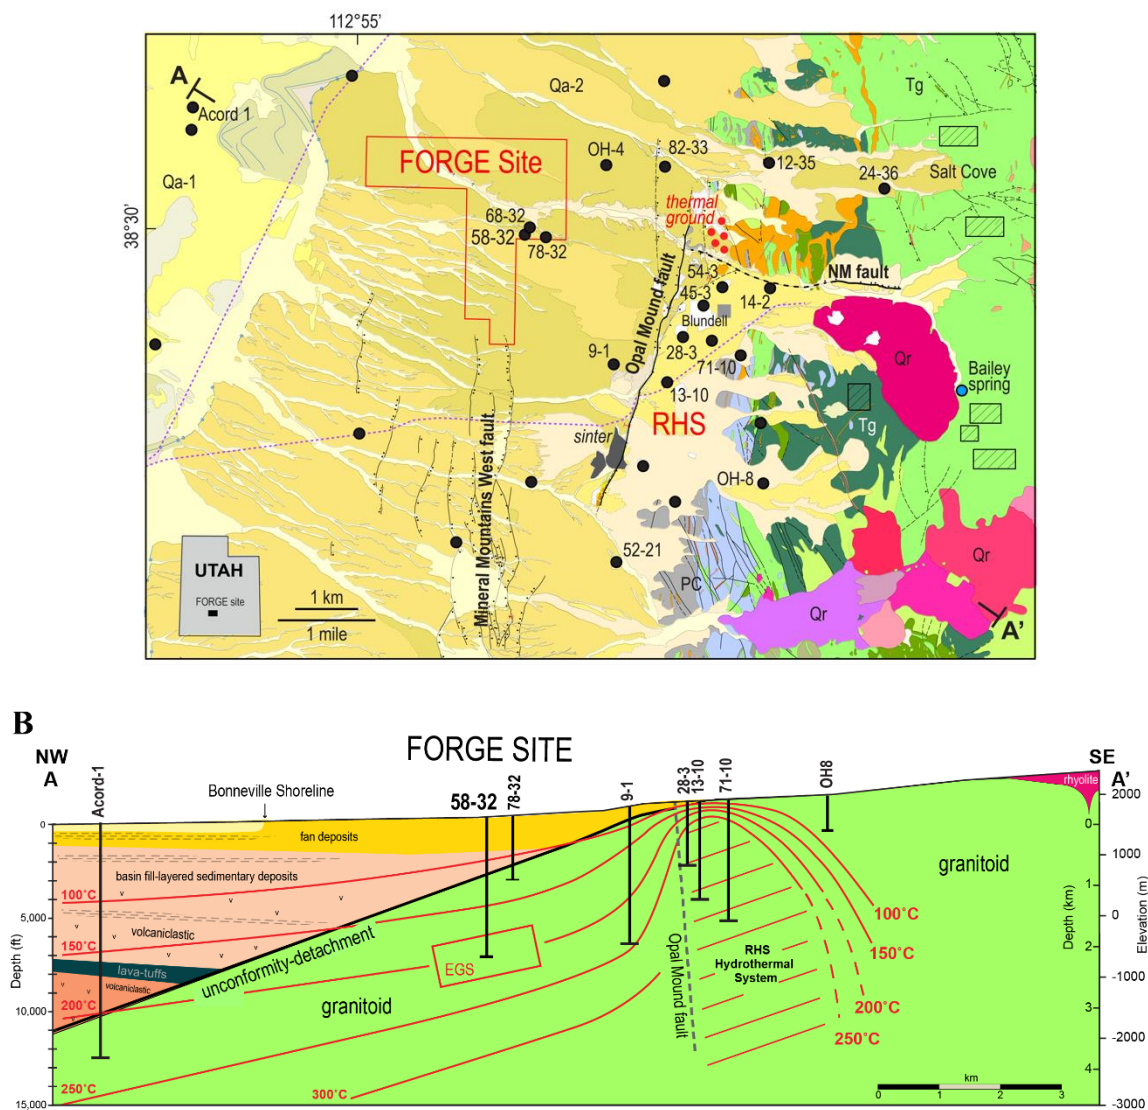 112°55'
A
Acord 1
Qa-2
Tg
FORGE Site
OH-4
82-33
12-35
24-36
Salt Cove
Qa-1
38°30'
thermal
ground
68-32
58-32
78-32
NM fault
54-3
45-3
14-2
Opal Mound fault
Blundell
28-3
71-10
9-1
13-10
Qr
Bailey
spring
RHS
Tg
sinter
Mineral Mountains West fault
OH-8
52-21
PC
Qr
Qr
UTAH
FORGE site
1 km
1 mile
A'
B
NW
A
FORGE SITE
SE
A'
Acord-1
Bonneville Shoreline
58-32
78-32
9-1
28-3
13-10
71-10
OH8
rhyolite
2000
0
fan deposits
0
basin fill-layered sedimentary deposits
1000
100°C
v
granitoid
1
v
v
v
100°C
5,000
v
v
volcaniclastic
v
0
150°C
v
unconformity-detachment
150°C
2
EGS
RHS
Hydrothermal
System
lava-tuffs
-1000
v
volcaniclastic
v
200°C
granitoid
Opal Mound fault
200°C
3
10,000
v
-2000
250°C
250°C
300°C
4
km
0
1
2
3
15,000
-3000
Depth (ft)
Depth (km)
Elevation (m)